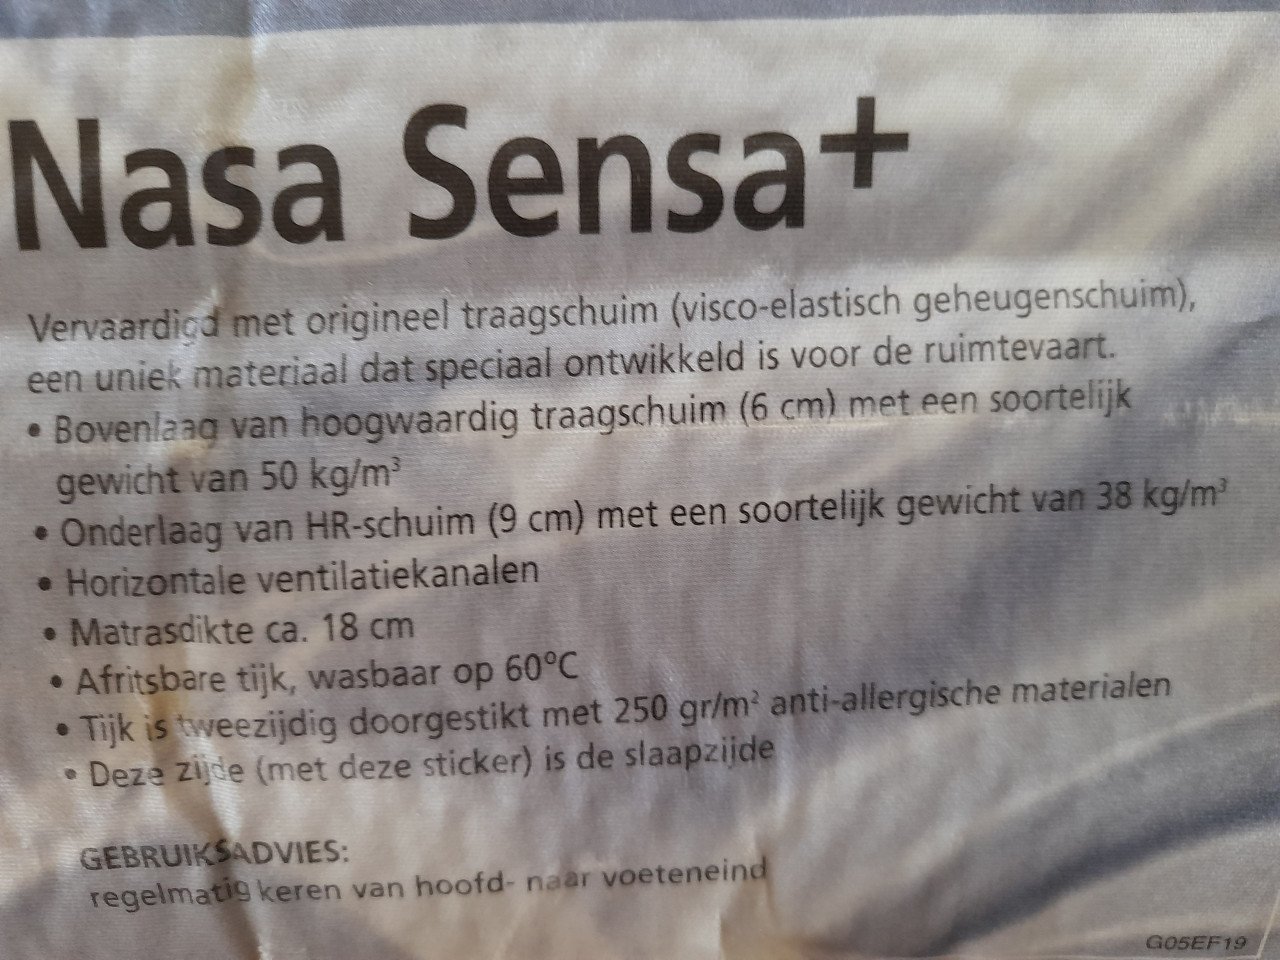 Nasa Sensa+
Vervaardigd met origineel traagschuim (visco-elastisch geheugenschuim),
een uniek materiaal dat speciaal ontwikkeld is voor de ruimtevaart.
• Bovenlaag van hoogwaardig traagschuim (6 cm) met een soortelijk
gewicht van 50 kg/m³
• Onderlaag van HR-schuim (9 cm) met een soortelijk gewicht van 38 kg/m³
• Horizontale ventilatiekanalen
• Matrasdikte ca. 18 cm
• Afritsbare tijk, wasbaar op 60°C
• Tijk is tweezijdig doorgestikt met 250 gr/m² anti-allergische materialen
• Deze zijde (met deze sticker) is de slaapzijde
GEBRUIKSADVIES:
regelmatig keren van hoofd- naar voeteneind
G05EF19